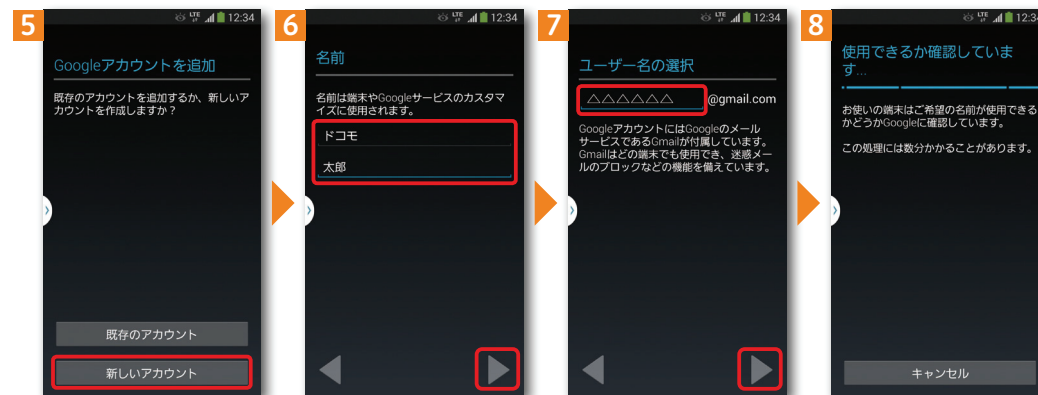 5
LTE 12:34
Googleアカウントを追加
既存のアカウントを追加するか、新しいア
カウントを作成しますか？
既存のアカウント
新しいアカウント
6
LTE 12:34
名前
名前は端末やGoogleサービスのカスタマ
イズに使用されます。
ドコモ
太郎
7
LTE 12:34
ユーザー名の選択
△△△△△△ @gmail.com
GoogleアカウントにはGoogleのメール
サービスであるGmailが付属しています。
Gmailはどの端末でも使用でき、迷惑メー
ルのブロックなどの機能を備えています。
8
LTE 12:34
使用できるか確認していま
す...
お使いの端末はご希望の名前が使用できる
かどうかGoogleに確認しています。
この処理には数分かかることがあります。
キャンセル